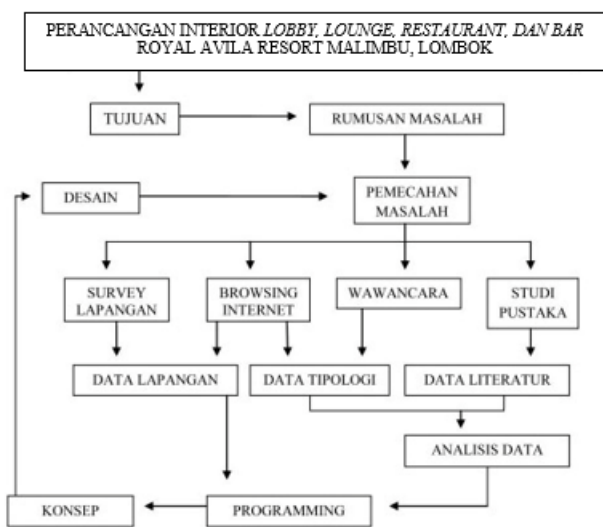 PERANCANGAN INTERIOR LOBBY, LOUNGE, RESTAURANT, DAN BAR
ROYAL AVILA RESORT MALIMBU, LOMBOK
TUJUAN
RUMUSAN MASALAH
DESAIN
PEMECAHAN
MASALAH
SURVEY
LAPANGAN
BROWSING
INTERNET
WAWANCARA
STUDI
PUSTAKA
DATA LAPANGAN
DATA TIPOLOGI
DATA LITERATUR
ANALISIS DATA
KONSEP
PROGRAMMING